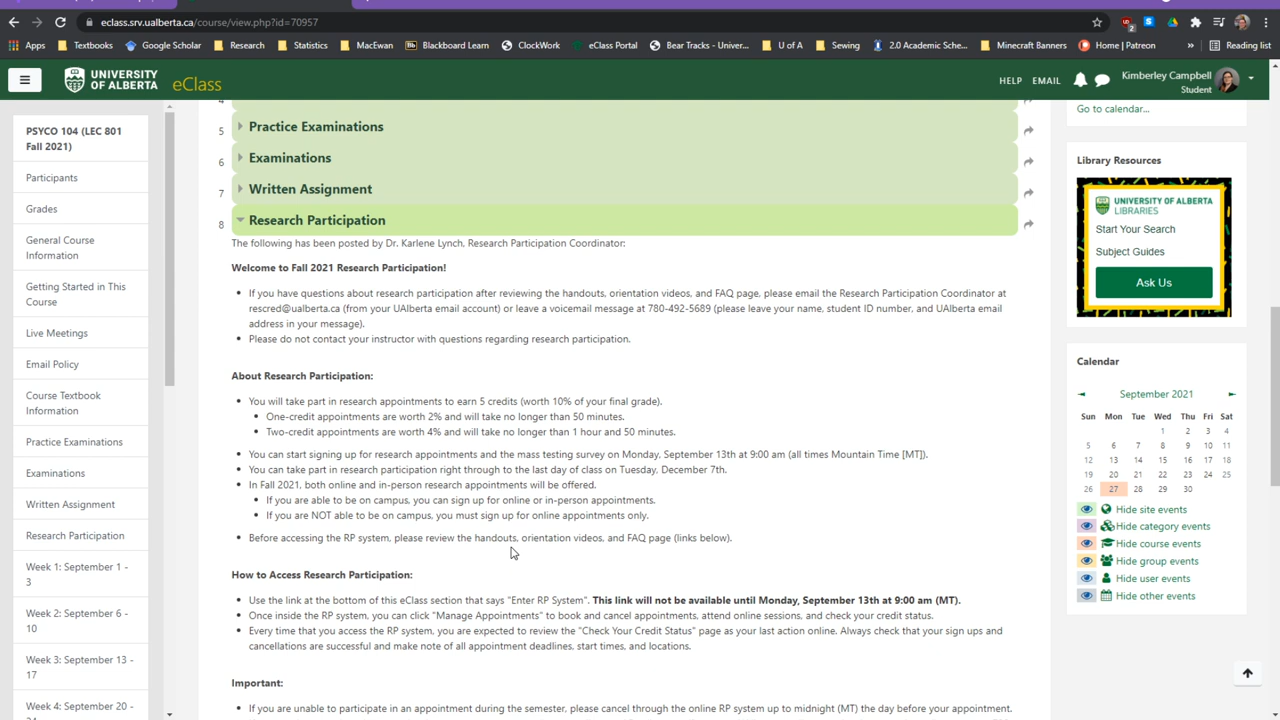 eclass.srv.ualberta.ca/course/view.php?id=70957
Apps Textbooks Google Scholar Research Statistics MacEwan Bb Blackboard Learn ClockWork eClass Portal Bear Tracks - Univer... U of A Sewing 2.0 Academic Sche... Minecraft Banners Home | Patreon » Reading list
UNIVERSITY OF ALBERTA eClass
HELP EMAIL Kimberley Campbell
Student
PSYCO 104 (LEC 801
Fall 2021)
Participants
Grades
General Course
Information
Getting Started in This
Course
Live Meetings
Email Policy
Course Textbook
Information
Practice Examinations
Examinations
Written Assignment
Research Participation
Week 1: September 1 -
3
Week 2: September 6 -
10
Week 3: September 13 -
17
Week 4: September 20 -
5 Practice Examinations
6 Examinations
7 Written Assignment
8 Research Participation
The following has been posted by Dr. Karlene Lynch, Research Participation Coordinator:
Welcome to Fall 2021 Research Participation!
If you have questions about research participation after reviewing the handouts, orientation videos, and FAQ page, please email the Research Participation Coordinator at
rescred@ualberta.ca (from your UAlberta email account) or leave a voicemail message at 780-492-5689 (please leave your name, student ID number, and UAlberta email
address in your message).
Please do not contact your instructor with questions regarding research participation.
About Research Participation:
You will take part in research appointments to earn 5 credits (worth 10% of your final grade).
One-credit appointments are worth 2% and will take no longer than 50 minutes.
Two-credit appointments are worth 4% and will take no longer than 1 hour and 50 minutes.
You can start signing up for research appointments and the mass testing survey on Monday, September 13th at 9:00 am (all times Mountain Time [MT]).
You can take part in research participation right through to the last day of class on Tuesday, December 7th.
In Fall 2021, both online and in-person research appointments will be offered.
If you are able to be on campus, you can sign up for online or in-person appointments.
If you are NOT able to be on campus, you must sign up for online appointments only.
Before accessing the RP system, please review the handouts, orientation videos, and FAQ page (links below).
How to Access Research Participation:
Use the link at the bottom of this eClass section that says "Enter RP System". This link will not be available until Monday, September 13th at 9:00 am (MT).
Once inside the RP system, you can click "Manage Appointments" to book and cancel appointments, attend online sessions, and check your credit status.
Every time that you access the RP system, you are expected to review the "Check Your Credit Status" page as your last action online. Always check that your sign ups and
cancellations are successful and make note of all appointment deadlines, start times, and locations.
Important:
If you are unable to participate in an appointment during the semester, please cancel through the online RP system up to midnight (MT) the day before your appointment.
Go to calendar...
Library Resources
UNIVERSITY OF ALBERTA
LIBRARIES
Start Your Search
Subject Guides
Ask Us
Calendar
◄ September 2021 ►
Sun Mon Tue Wed Thu Fri Sat
1 2 3 4
5 6 7 8 9 10 11
12 13 14 15 16 17 18
19 20 21 22 23 24 25
26 27 28 29 30
Hide site events
Hide category events
Hide course events
Hide group events
Hide user events
Hide other events